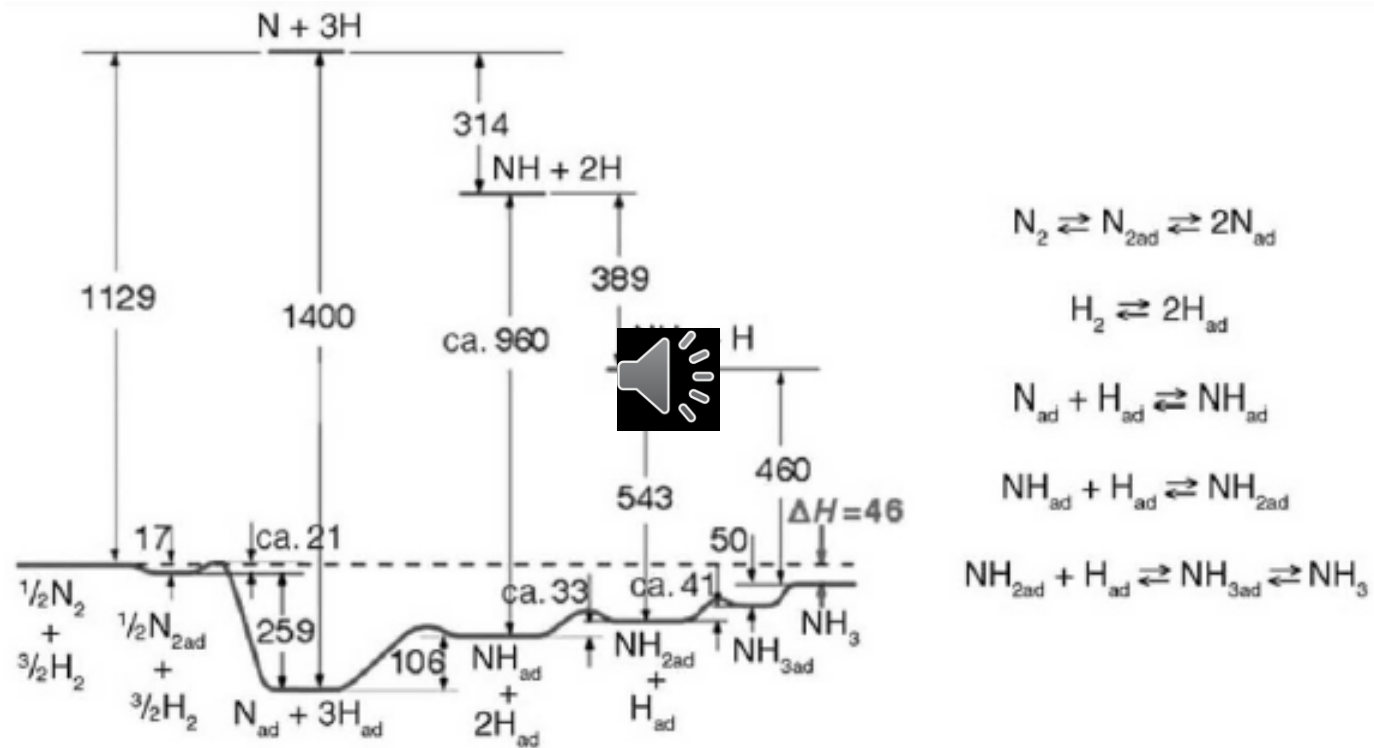 N + 3H
314
NH + 2H
1129
1400
389
ca. 960
H
460
543
ΔH=46
17
ca. 21
50
ca. 33
ca. 41
½N₂
+
³/₂H₂
½N₂ad
+
³/₂H₂
259
106
Nad + 3Had
NHad
+
2Had
NH₂ad
+
Had
NH₃ad
NH₃
N₂ ⇄ N₂ad ⇄ 2Nad
H₂ ⇄ 2Had
Nad + Had ⇄ NHad
NHad + Had ⇄ NH₂ad
NH₂ad + Had ⇄ NH₃ad ⇄ NH₃